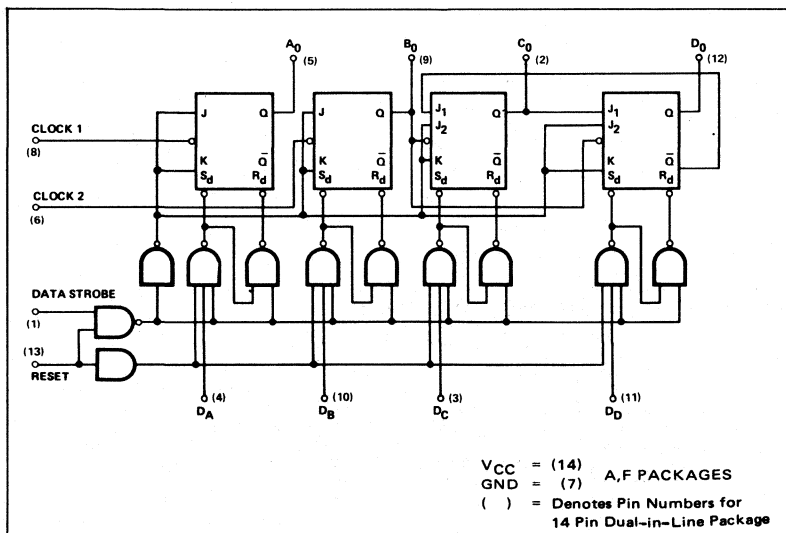 A0 B0 C0 D0
(5) (9) (2) (12)
J Q J Q J1 Q J1 Q
J2 J2
CLOCK 1
(8)
K Q̄ K Q̄ K Q̄ K Q̄
Sd Rd Sd Rd Sd Rd Sd Rd
CLOCK 2
(6)
DATA STROBE
(1)
(13)
RESET
(4) (10) (3) (11)
DA DB DC DD
VCC = (14)
GND = (7)
A,F PACKAGES
( ) = Denotes Pin Numbers for
14 Pin Dual-in-Line Package